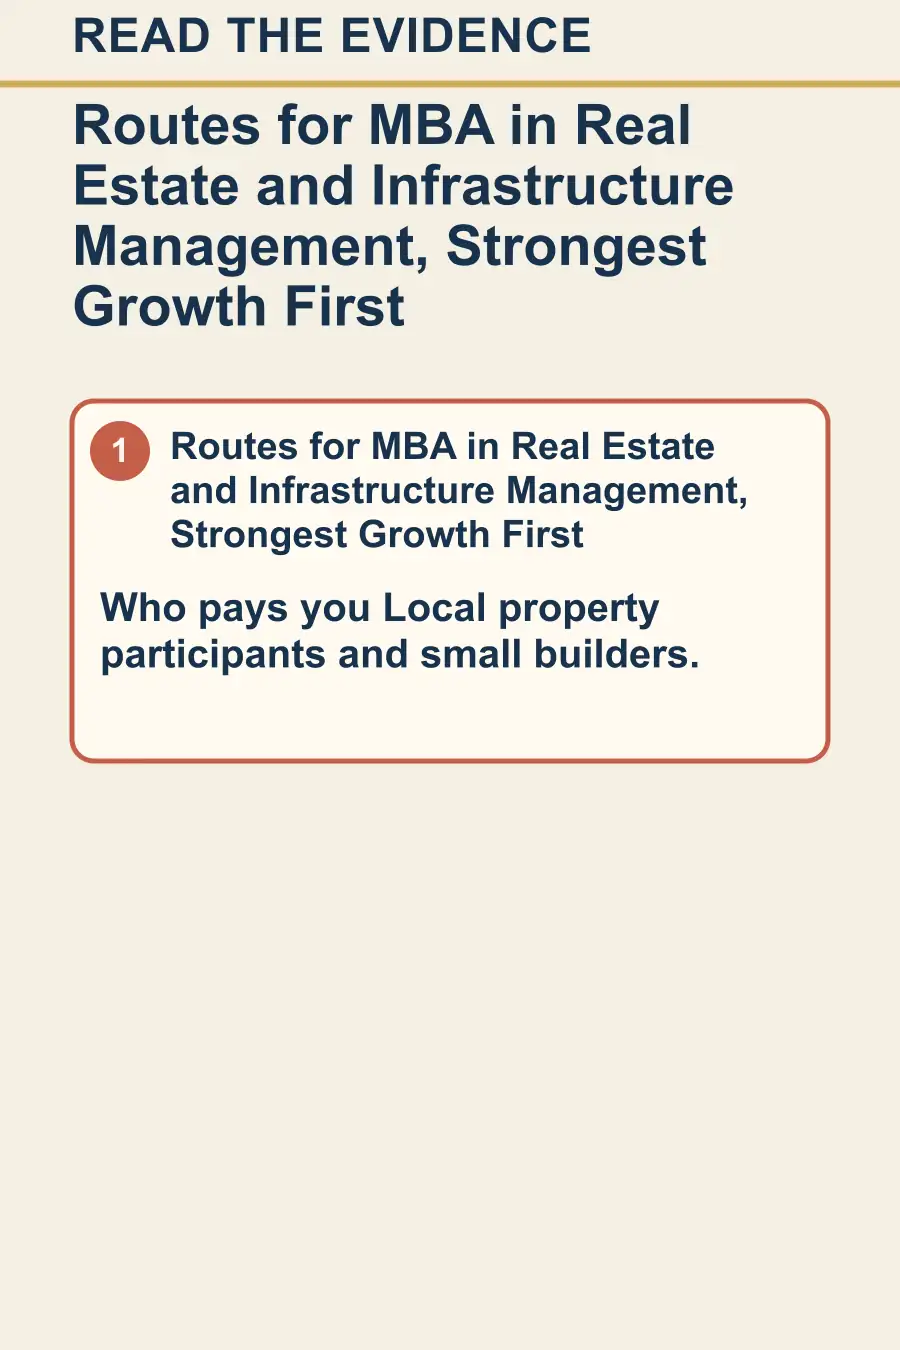 READ THE EVIDENCE
Routes for MBA in Real
Estate and Infrastructure
Management, Strongest
Growth First
1
Routes for MBA in Real Estate
and Infrastructure Management,
Strongest Growth First
Who pays you Local property
participants and small builders.